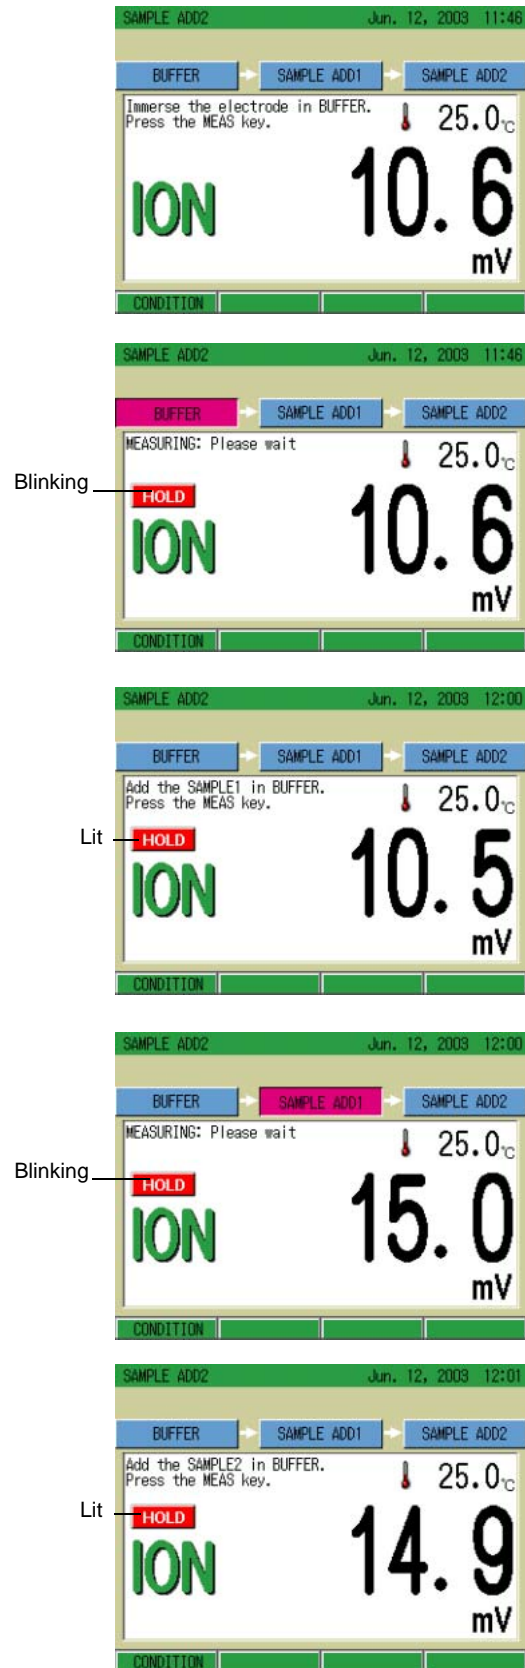 SAMPLE ADD2 Jun. 12, 2003 11:46
BUFFER SAMPLE ADD1 SAMPLE ADD2
Immerse the electrode in BUFFER.
Press the MEAS key.
25.0℃
ION
10.6
mV
CONDITION
SAMPLE ADD2 Jun. 12, 2003 11:46
BUFFER SAMPLE ADD1 SAMPLE ADD2
MEASURING: Please wait
25.0℃
Blinking
HOLD
ION
10.6
mV
CONDITION
SAMPLE ADD2 Jun. 12, 2003 12:00
BUFFER SAMPLE ADD1 SAMPLE ADD2
Add the SAMPLE1 in BUFFER.
Press the MEAS key.
25.0℃
Lit
HOLD
ION
10.5
mV
CONDITION
SAMPLE ADD2 Jun. 12, 2003 12:00
BUFFER SAMPLE ADD1 SAMPLE ADD2
MEASURING: Please wait
25.0℃
Blinking
HOLD
ION
15.0
mV
CONDITION
SAMPLE ADD2 Jun. 12, 2003 12:01
BUFFER SAMPLE ADD1 SAMPLE ADD2
Add the SAMPLE2 in BUFFER.
Press the MEAS key.
25.0℃
Lit
HOLD
ION
14.9
mV
CONDITION